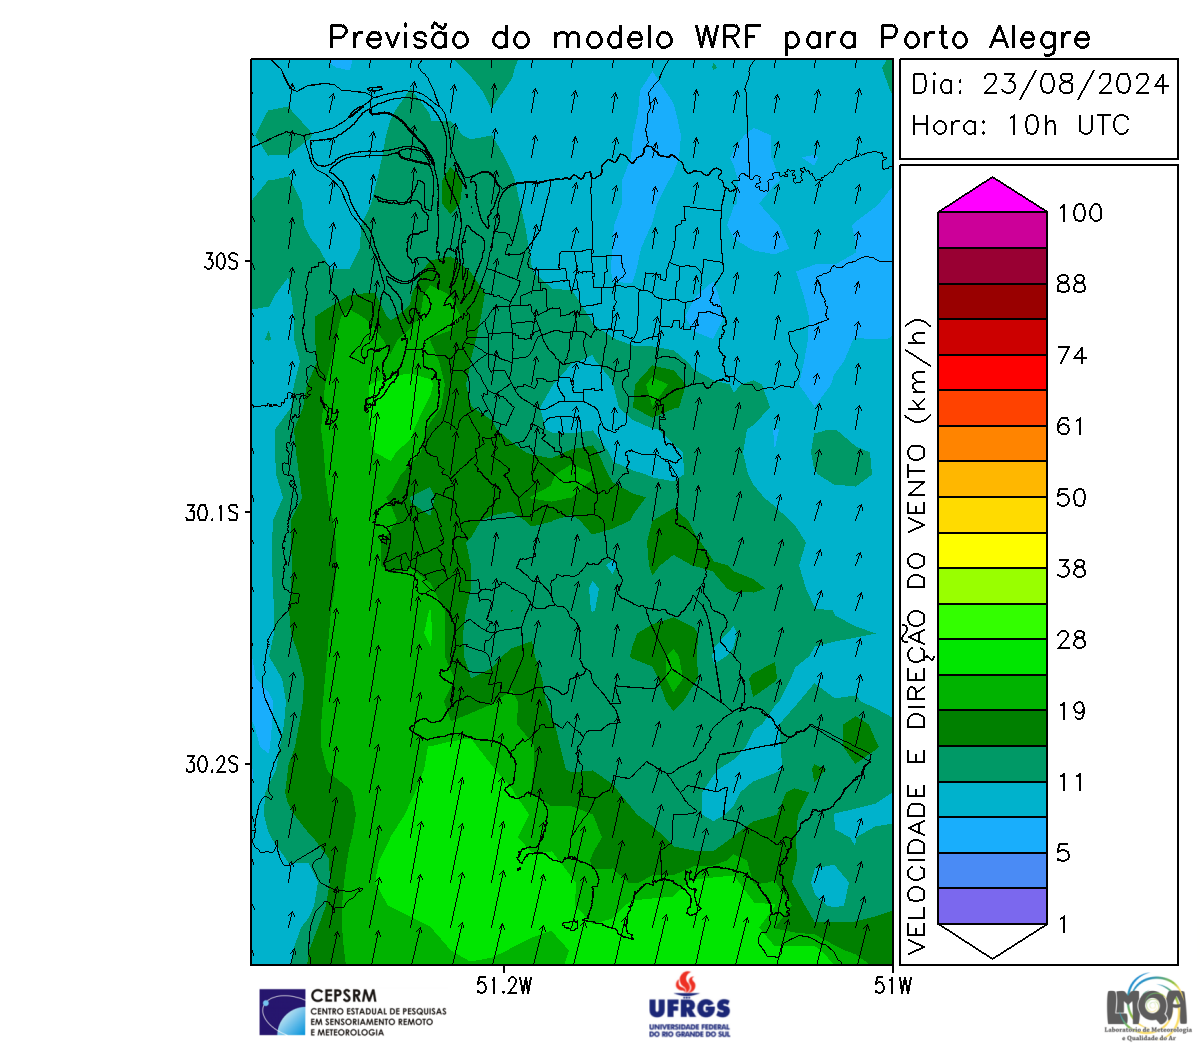 Previsão do modelo WRF para Porto Alegre
Dia: 23/08/2024
Hora: 10h UTC
100
88
74
61
50
38
28
19
11
5
1
VELOCIDADE E DIREÇÃO DO VENTO (km/h)
30S
30.1S
30.2S
51.2W
51W
CEPSRM
CENTRO ESTADUAL DE PESQUISAS
EM SENSORIAMENTO REMOTO
E METEOROLOGIA
UFRGS
UNIVERSIDADE FEDERAL
DO RIO GRANDE DO SUL
LMQA
Laboratório de Meteorologia
e Qualidade do Ar